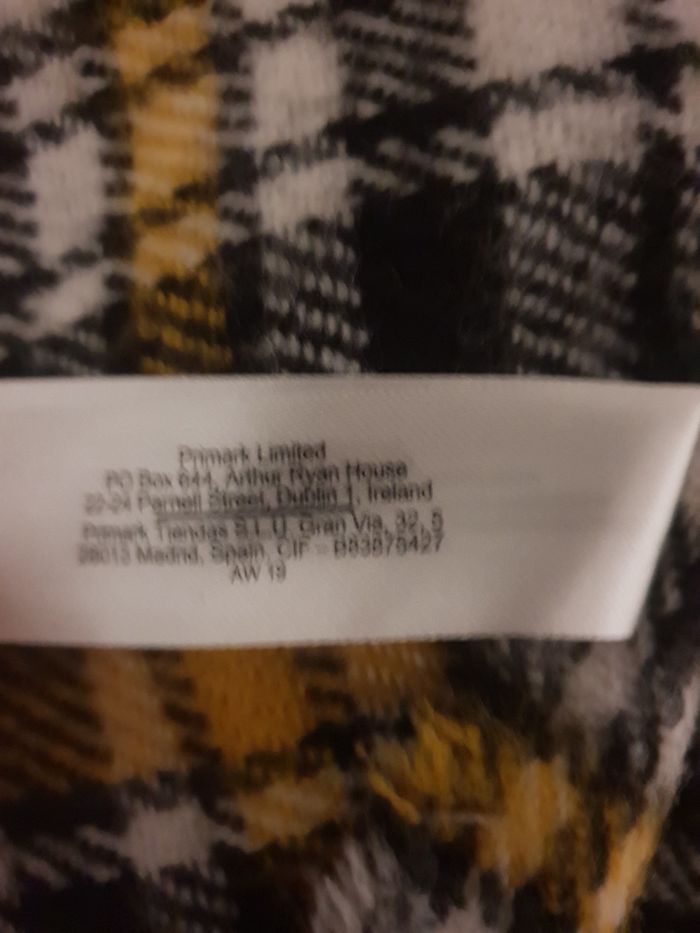 Primark Limited
PO Box 644, Arthur Ryan House
22-24 Parnell Street, Dublin 1, Ireland
Primark Tiendas S.L.U. Gran Via, 32, 5
28013 Madrid, Spain, CIF - B83875427
AW 19